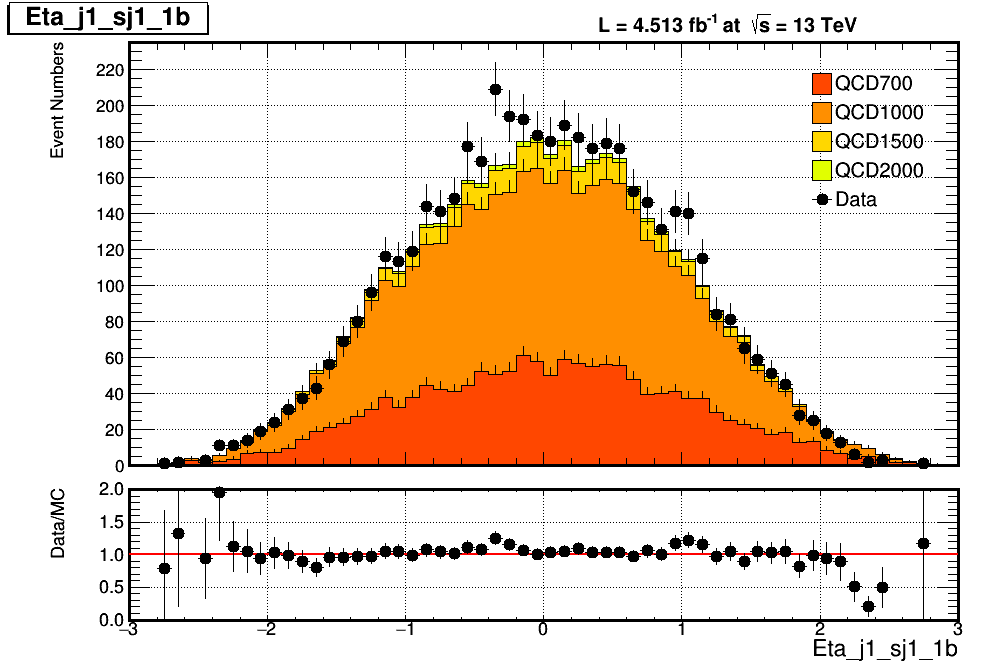 Eta_j1_sj1_1b
L = 4.513 fb-1 at √s = 13 TeV
Event Numbers
220
200
180
160
140
120
100
80
60
40
20
0
QCD700
QCD1000
QCD1500
QCD2000
Data
Data/MC
2.0
1.5
1.0
0.5
0.0
−3 −2 −1 0 1 2 3
Eta_j1_sj1_1b